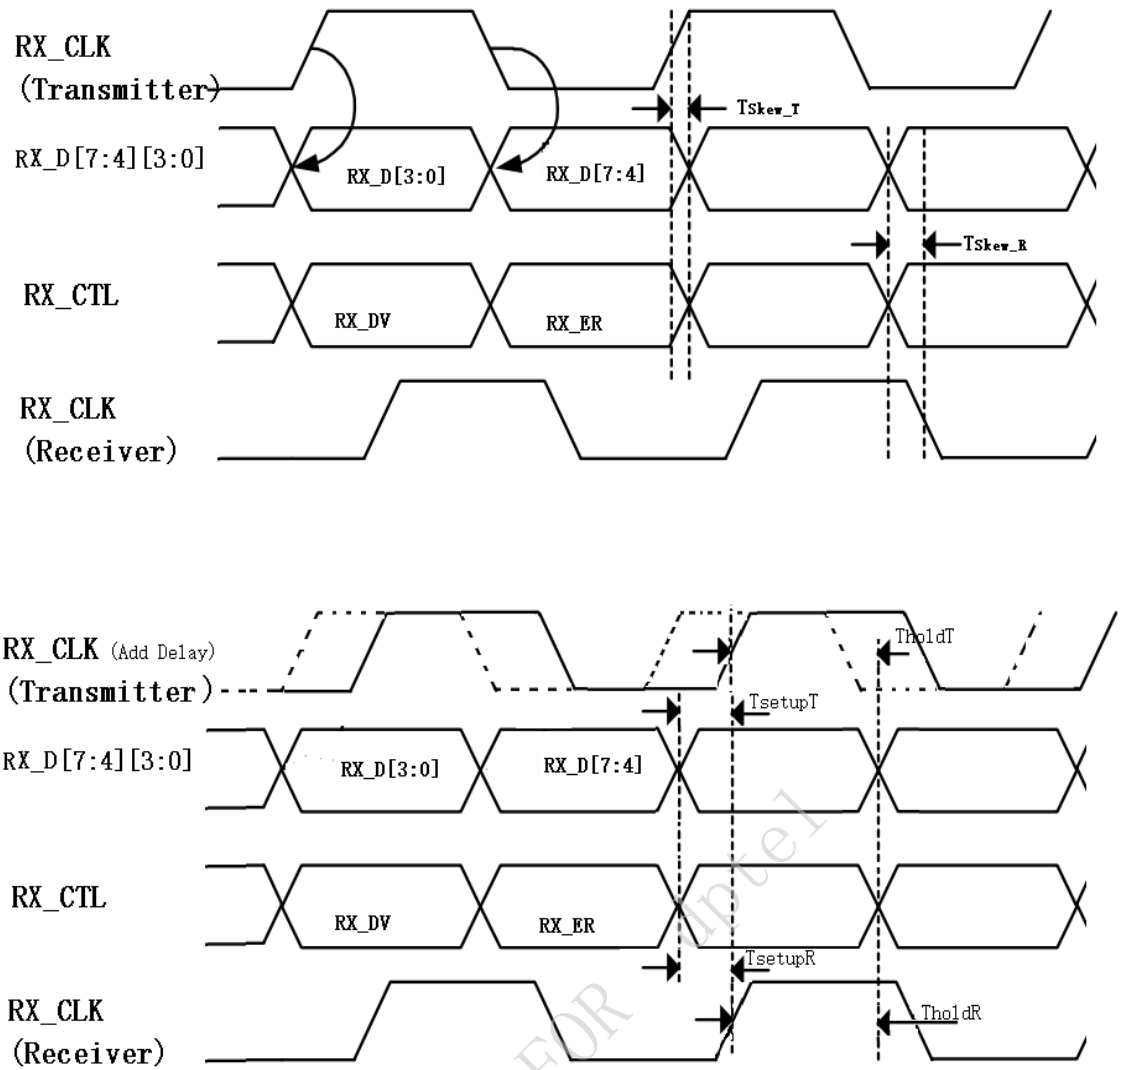 RX_CLK
(Transmitter)
TSkew_T
RX_D[7:4][3:0]
RX_D[3:0]
RX_D[7:4]
TSkew_R
RX_CTL
RX_DV
RX_ER
RX_CLK
(Receiver)
RX_CLK (Add Delay)
TholdT
(Transmitter)
TsetupT
RX_D[7:4][3:0]
RX_D[3:0]
RX_D[7:4]
RX_CTL
RX_DV
RX_ER
TsetupR
RX_CLK
TholdR
(Receiver)
FOR dptel